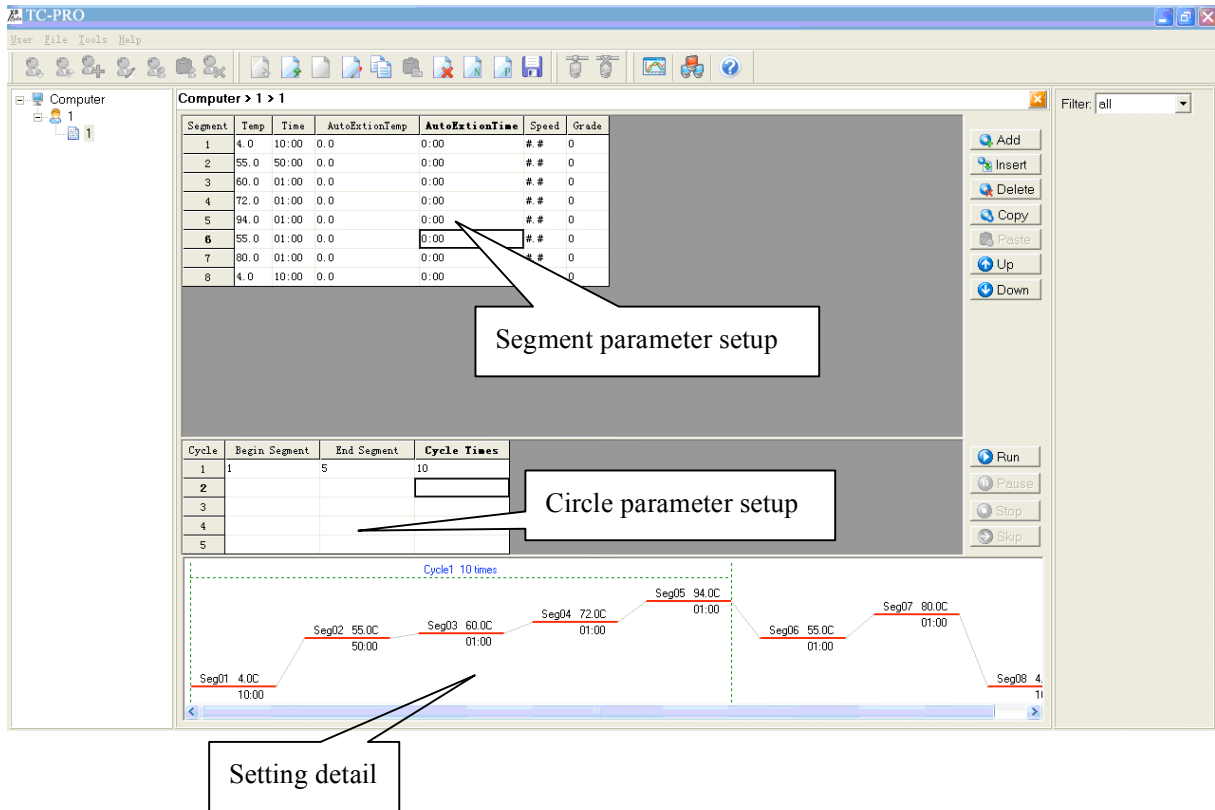 TC-PRO
User File Tools Help
Computer
1
1
Computer > 1 > 1
Filter: all
Segment Temp Time AutoExtionTemp AutoExtionTime Speed Grade
1 4.0 10:00 0.0 0:00 #.# 0
2 55.0 50:00 0.0 0:00 #.# 0
3 60.0 01:00 0.0 0:00 #.# 0
4 72.0 01:00 0.0 0:00 #.# 0
5 94.0 01:00 0.0 0:00 #.# 0
6 55.0 01:00 0.0 0:00 #.# 0
7 80.0 01:00 0.0 0:00 #.# 0
8 4.0 10:00 0.0 0:00 0
Add
Insert
Delete
Copy
Paste
Up
Down
Segment parameter setup
Cycle Begin Segment End Segment Cycle Times
1 1 5 10
2
3
4
5
Run
Pause
Stop
Skip
Circle parameter setup
Cycle1 10 times
Seg01 4.0C
10:00
Seg02 55.0C
50:00
Seg03 60.0C
01:00
Seg04 72.0C
01:00
Seg05 94.0C
01:00
Seg06 55.0C
01:00
Seg07 80.0C
01:00
Seg08 4.
Setting detail